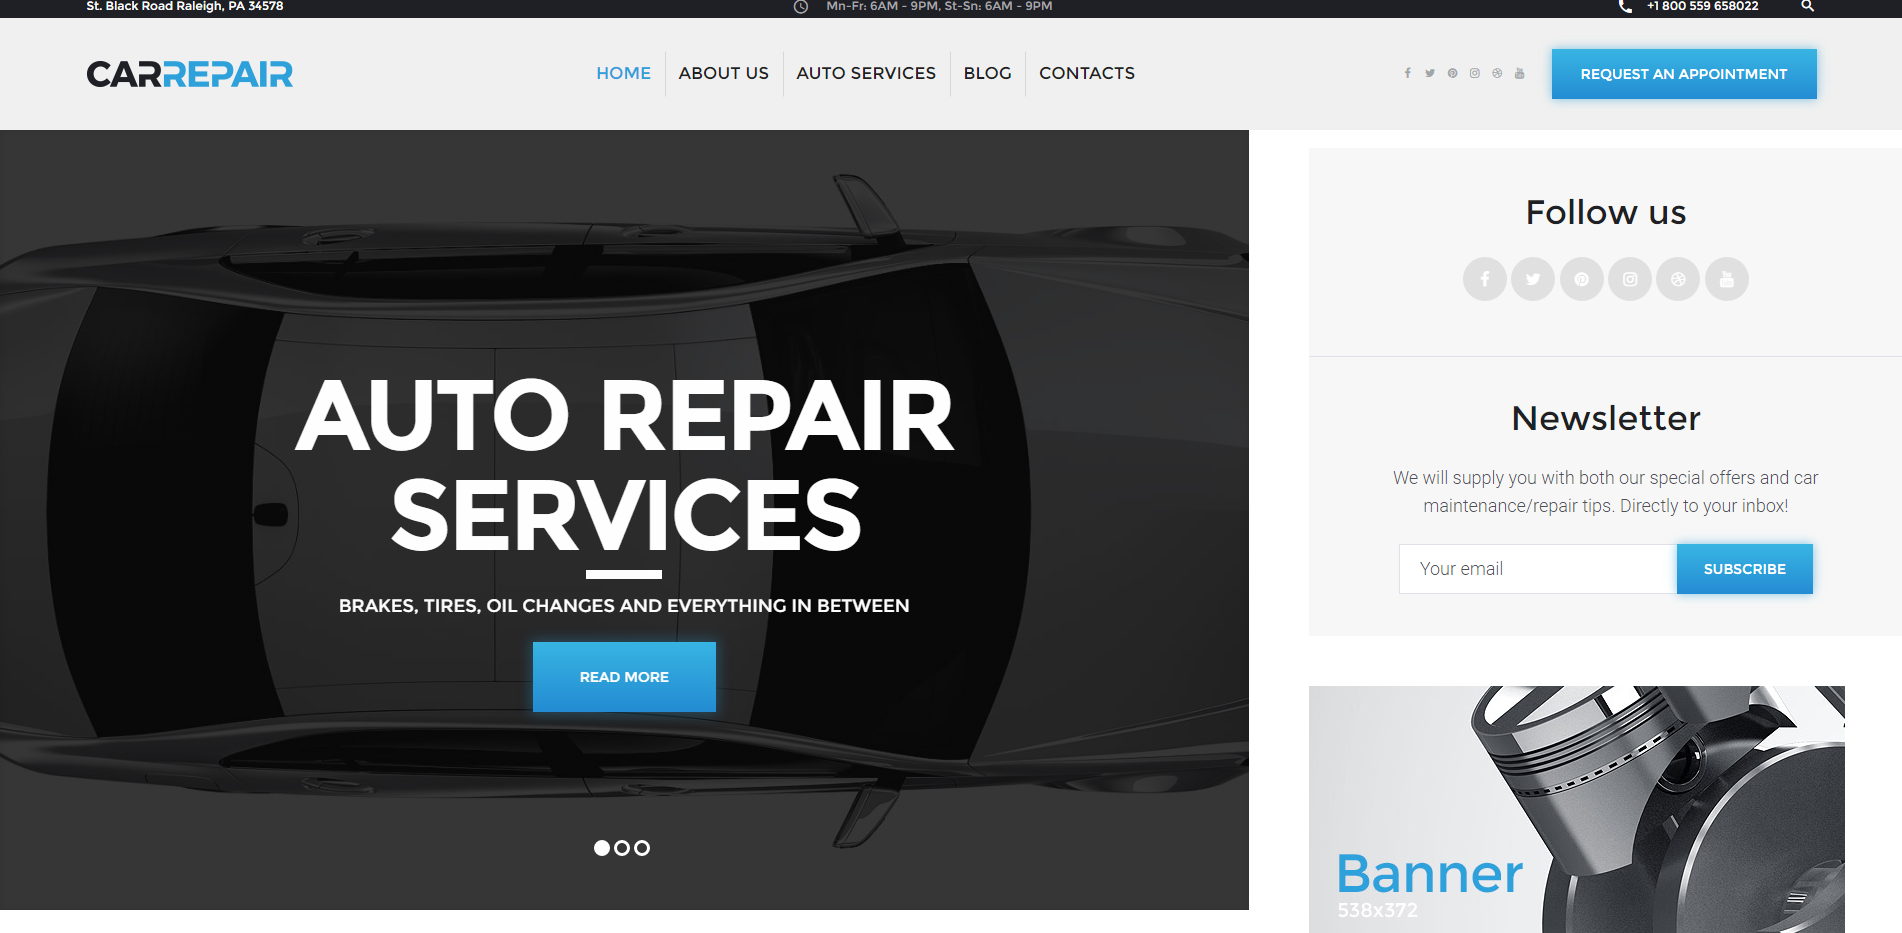 St. Black Road Raleigh, PA 34578
Mn-Fr: 6AM - 9PM, St-Sn: 6AM - 9PM
+1 800 559 658022
CARREPAIR
HOME
ABOUT US
AUTO SERVICES
BLOG
CONTACTS
REQUEST AN APPOINTMENT
AUTO REPAIR
SERVICES
BRAKES, TIRES, OIL CHANGES AND EVERYTHING IN BETWEEN
READ MORE
Follow us
Newsletter
We will supply you with both our special offers and car
maintenance/repair tips. Directly to your inbox!
Your email
SUBSCRIBE
Banner
538x372